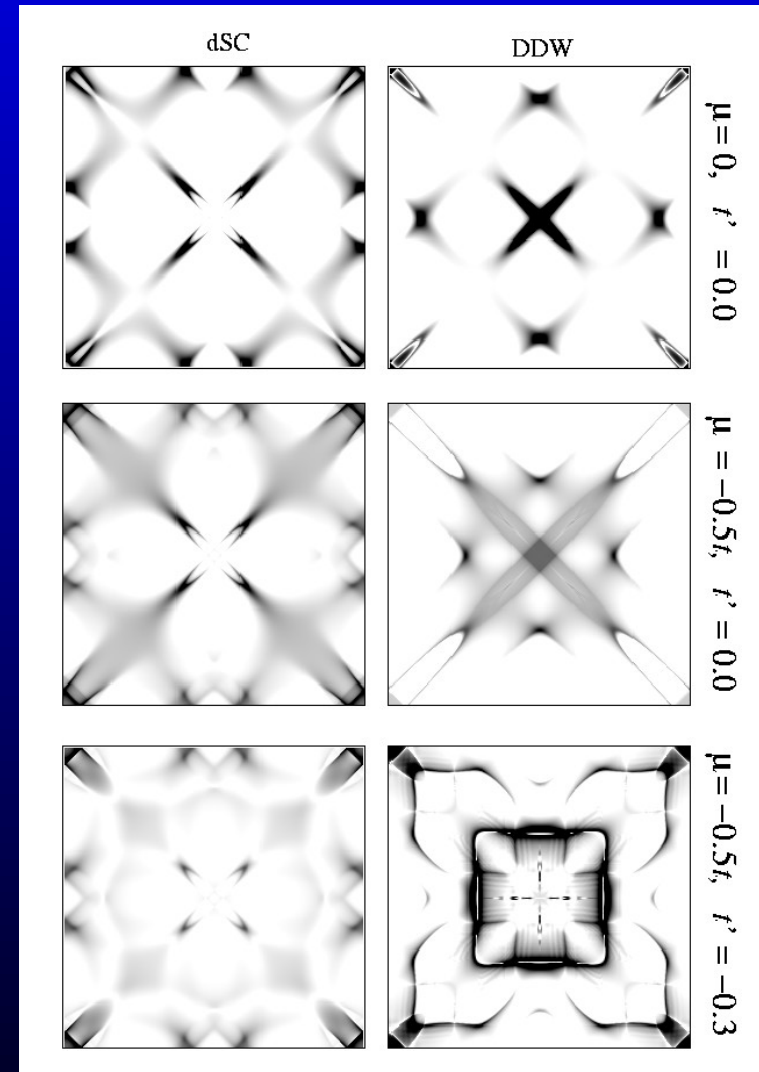 dSC
DDW
μ = 0, t' = 0.0
μ = -0.5t, t' = 0.0
μ = -0.5t, t' = -0.3